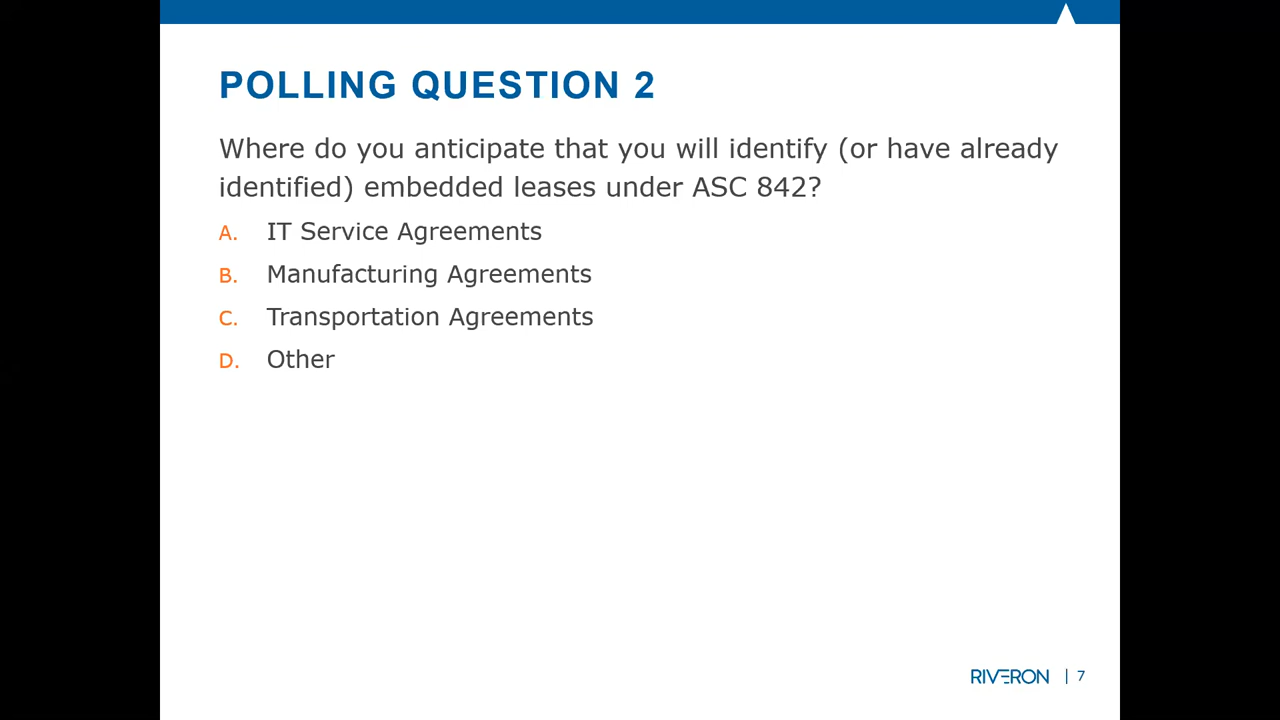 POLLING QUESTION 2
Where do you anticipate that you will identify (or have already
identified) embedded leases under ASC 842?
A. IT Service Agreements
B. Manufacturing Agreements
C. Transportation Agreements
D. Other
RIVERON | 7